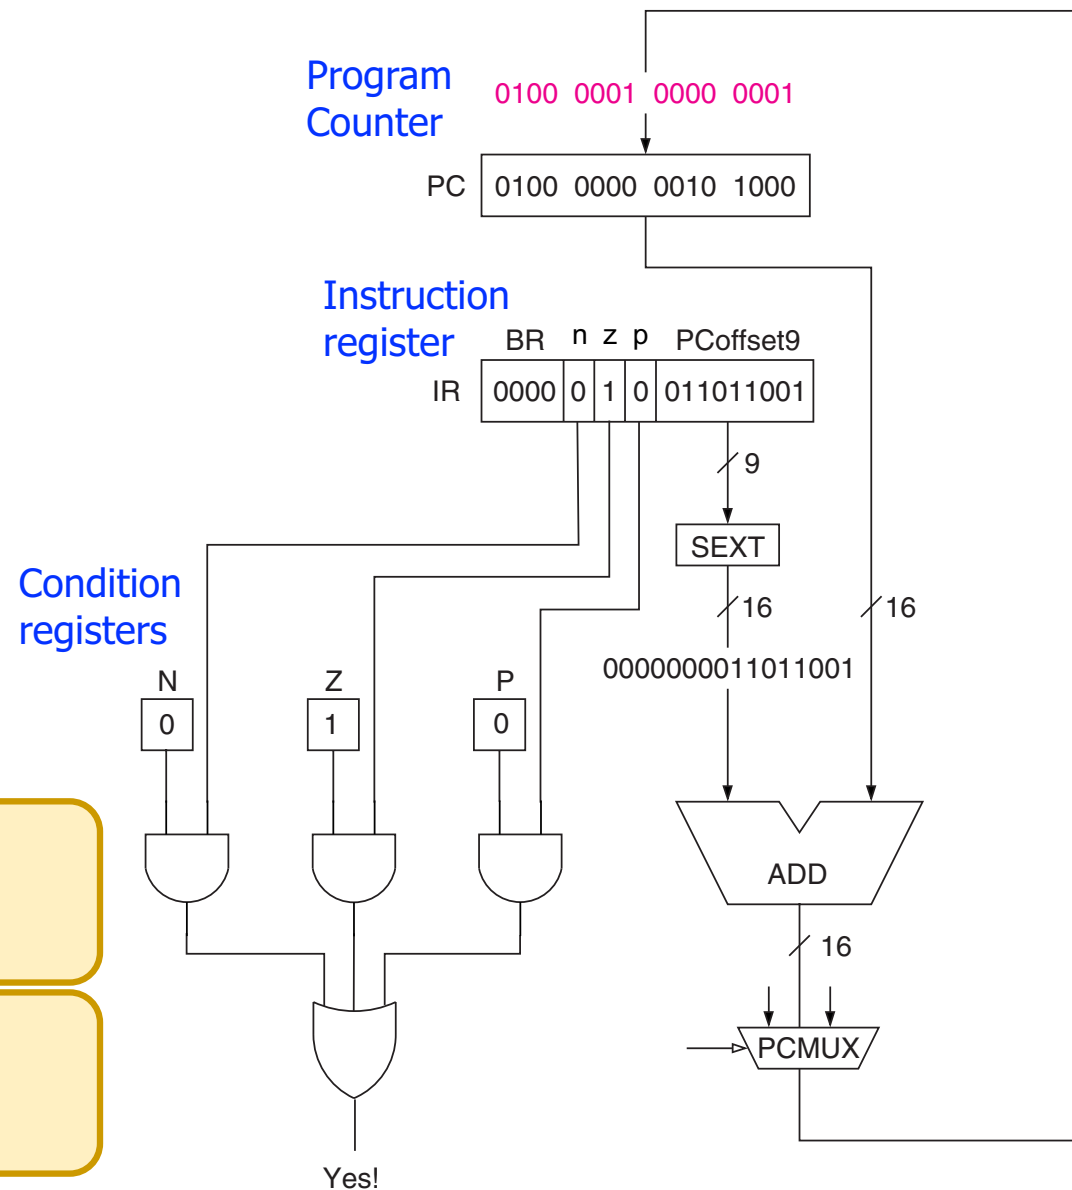 Program
Counter
0100 0001 0000 0001
PC 0100 0000 0010 1000
Instruction
register
BR n z p PCoffset9
IR 0000 0 1 0 011011001
9
SEXT
Condition
registers
16 16
0000000011011001
N Z P
0 1 0
ADD
16
PCMUX
Yes!